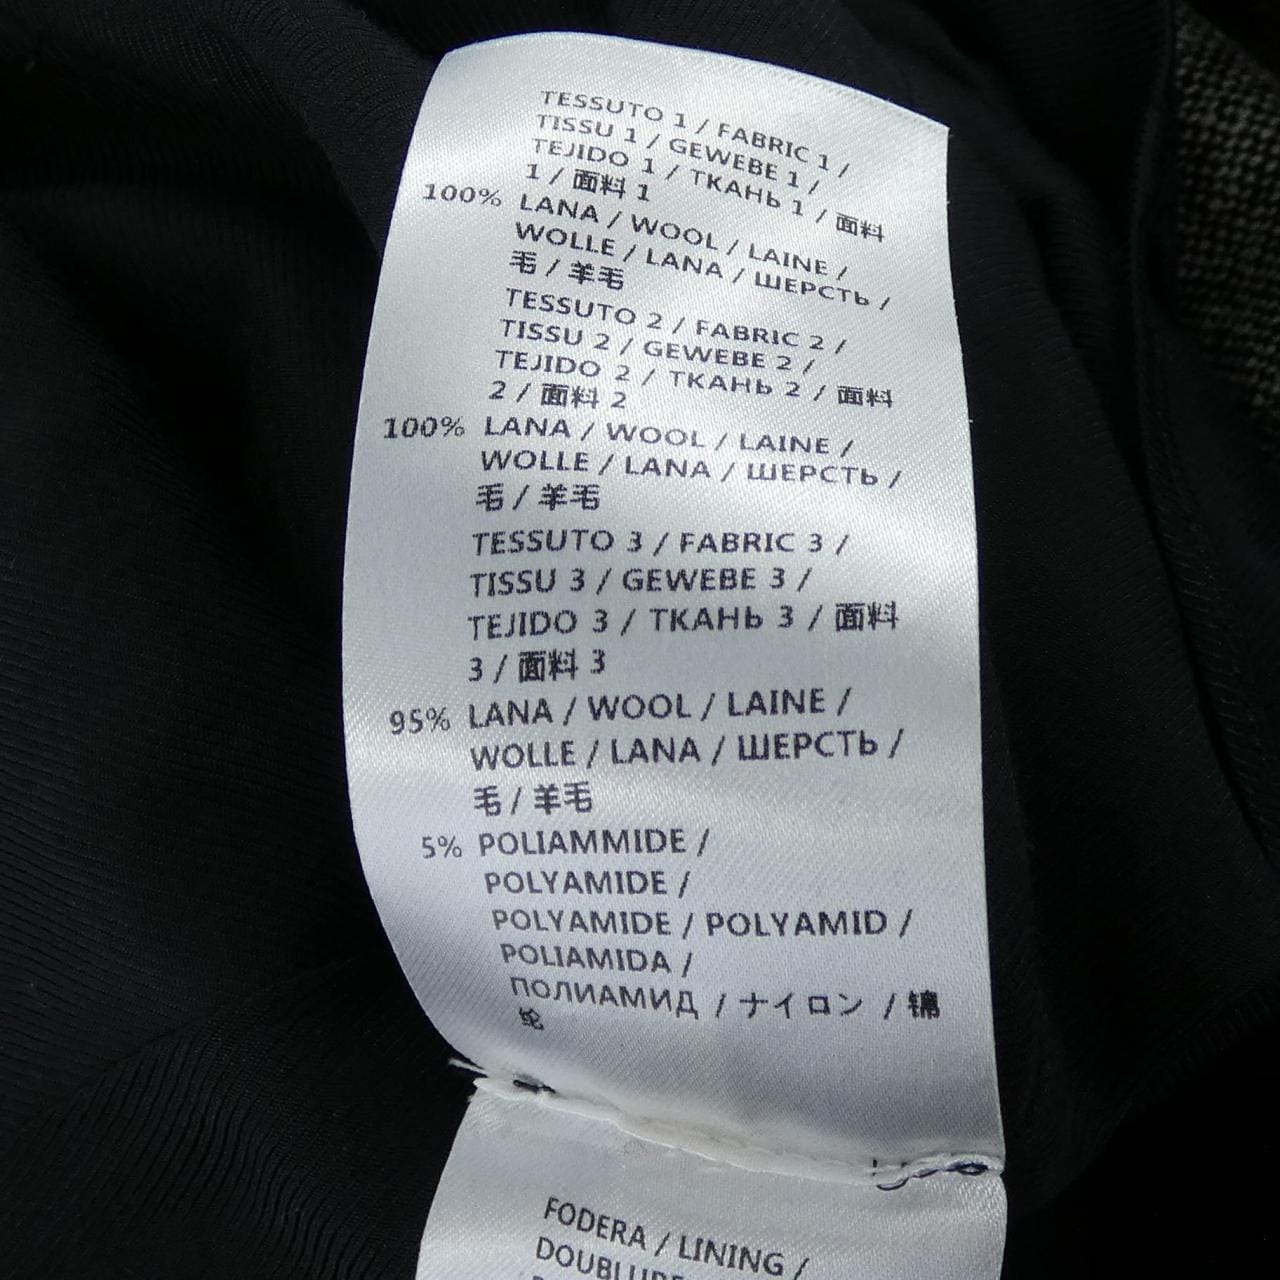 TESSUTO 1 / FABRIC 1 /
TISSU 1 / GEWEBE 1 /
TEJIDO 1 / ТКАНЬ 1 / 面料
1 / 面料 1
100% LANA / WOOL / LAINE /
WOLLE / LANA / ШЕРСТЬ /
毛 / 羊毛
TESSUTO 2 / FABRIC 2 /
TISSU 2 / GEWEBE 2 /
TEJIDO 2 / ТКАНЬ 2 / 面料
2 / 面料 2
100% LANA / WOOL / LAINE /
WOLLE / LANA / ШЕРСТЬ /
毛 / 羊毛
TESSUTO 3 / FABRIC 3 /
TISSU 3 / GEWEBE 3 /
TEJIDO 3 / ТКАНЬ 3 / 面料
3 / 面料 3
95% LANA / WOOL / LAINE /
WOLLE / LANA / ШЕРСТЬ /
毛 / 羊毛
5% POLIAMMIDE /
POLYAMIDE /
POLYAMIDE / POLYAMID /
POLIAMIDA /
ПОЛИАМИД / ナイロン / 锦
纶
FODERA / LINING /